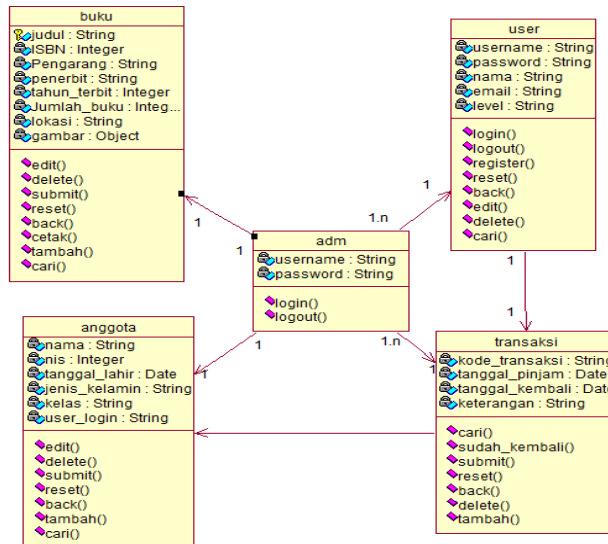 buku
judul : String
ISBN : Integer
Pengarang : String
penerbit : String
tahun_terbit : Integer
Jumlah_buku : Integ...
lokasi : String
gambar : Object
edit()
delete()
submit()
reset()
back()
cetak()
tambah()
cari()
user
username : String
password : String
nama : String
email : String
level : String
login()
logout()
register()
reset()
back()
edit()
delete()
cari()
1
1
1.n
1
adm
username : String
password : String
login()
logout()
1
1
1
1.n
1
1
anggota
nama : String
nis : Integer
tanggal_lahir : Date
jenis_kelamin : String
kelas : String
user_login : String
edit()
delete()
submit()
reset()
back()
tambah()
cari()
transaksi
kode_transaksi : String
tanggal_pinjam : Date
tanggal_kembali : Date
keterangan : String
cari()
sudah_kembali()
submit()
reset()
back()
delete()
tambah()